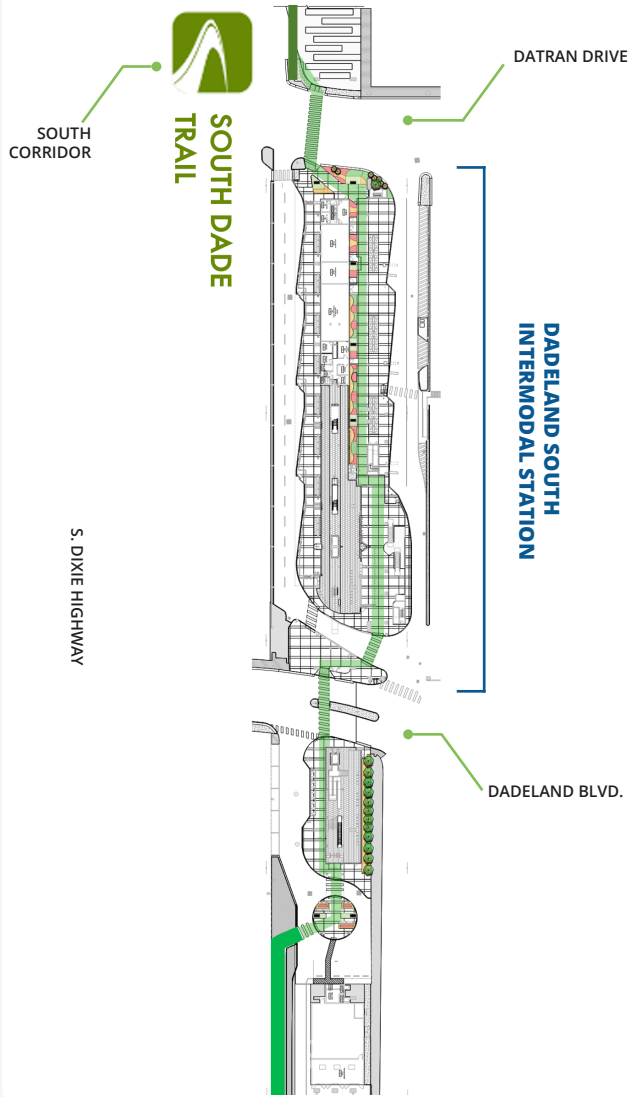 DATRAN DRIVE
SOUTH
CORRIDOR
SOUTH DADE
TRAIL
DADELAND SOUTH
INTERMODAL STATION
S. DIXIE HIGHWAY
DADELAND BLVD.